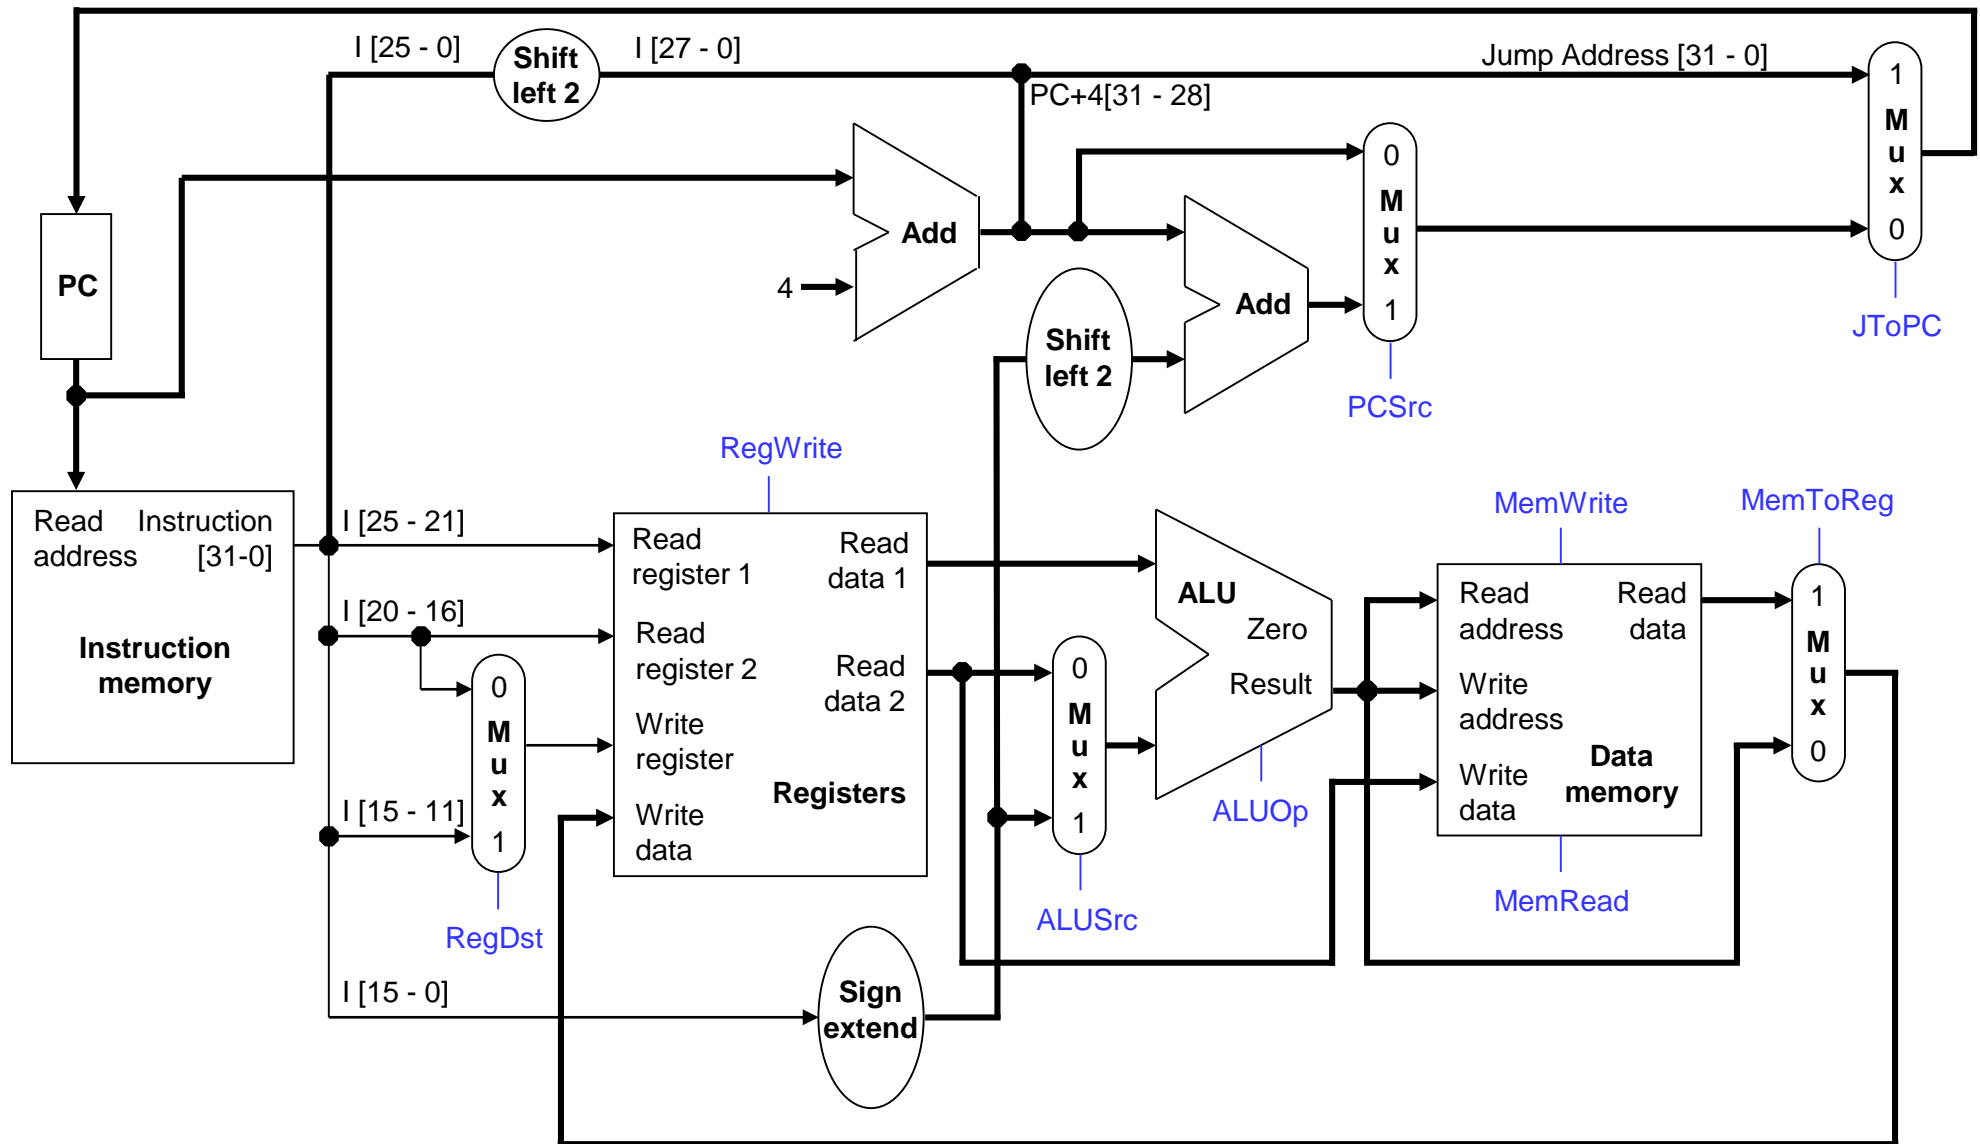 I [25 - 0]
Shift
left 2
I [27 - 0]
Jump Address [31 - 0]
PC+4[31 - 28]
1
M
u
x
0
JToPC
0
M
u
x
1
PCSrc
Add
4
Add
Shift
left 2
PC
RegWrite
Read
address
Instruction
[31-0]
Instruction
memory
I [25 - 21]
I [20 - 16]
I [15 - 11]
I [15 - 0]
0
M
u
x
1
RegDst
Read
register 1
Read
register 2
Write
register
Write
data
Read
data 1
Read
data 2
Registers
Sign
extend
0
M
u
x
1
ALUSrc
ALU
Zero
Result
ALUOp
MemWrite
Read
address
Write
address
Write
data
Read
data
Data
memory
MemRead
MemToReg
1
M
u
x
0